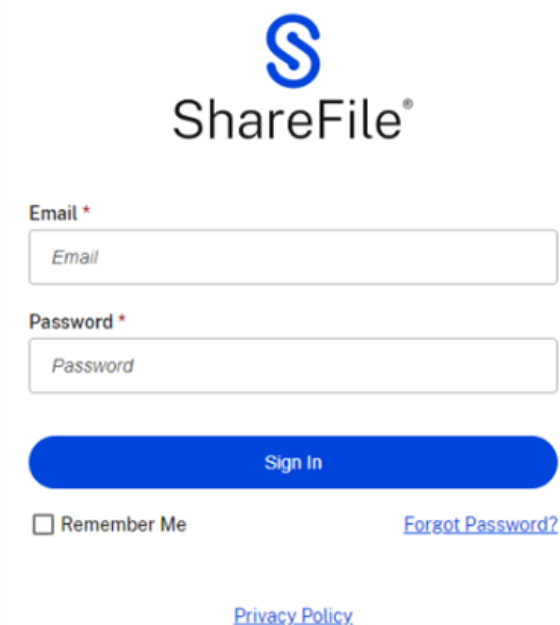 ShareFile®
Email *
Email
Password *
Password
Sign In
Remember Me Forgot Password?
Privacy Policy